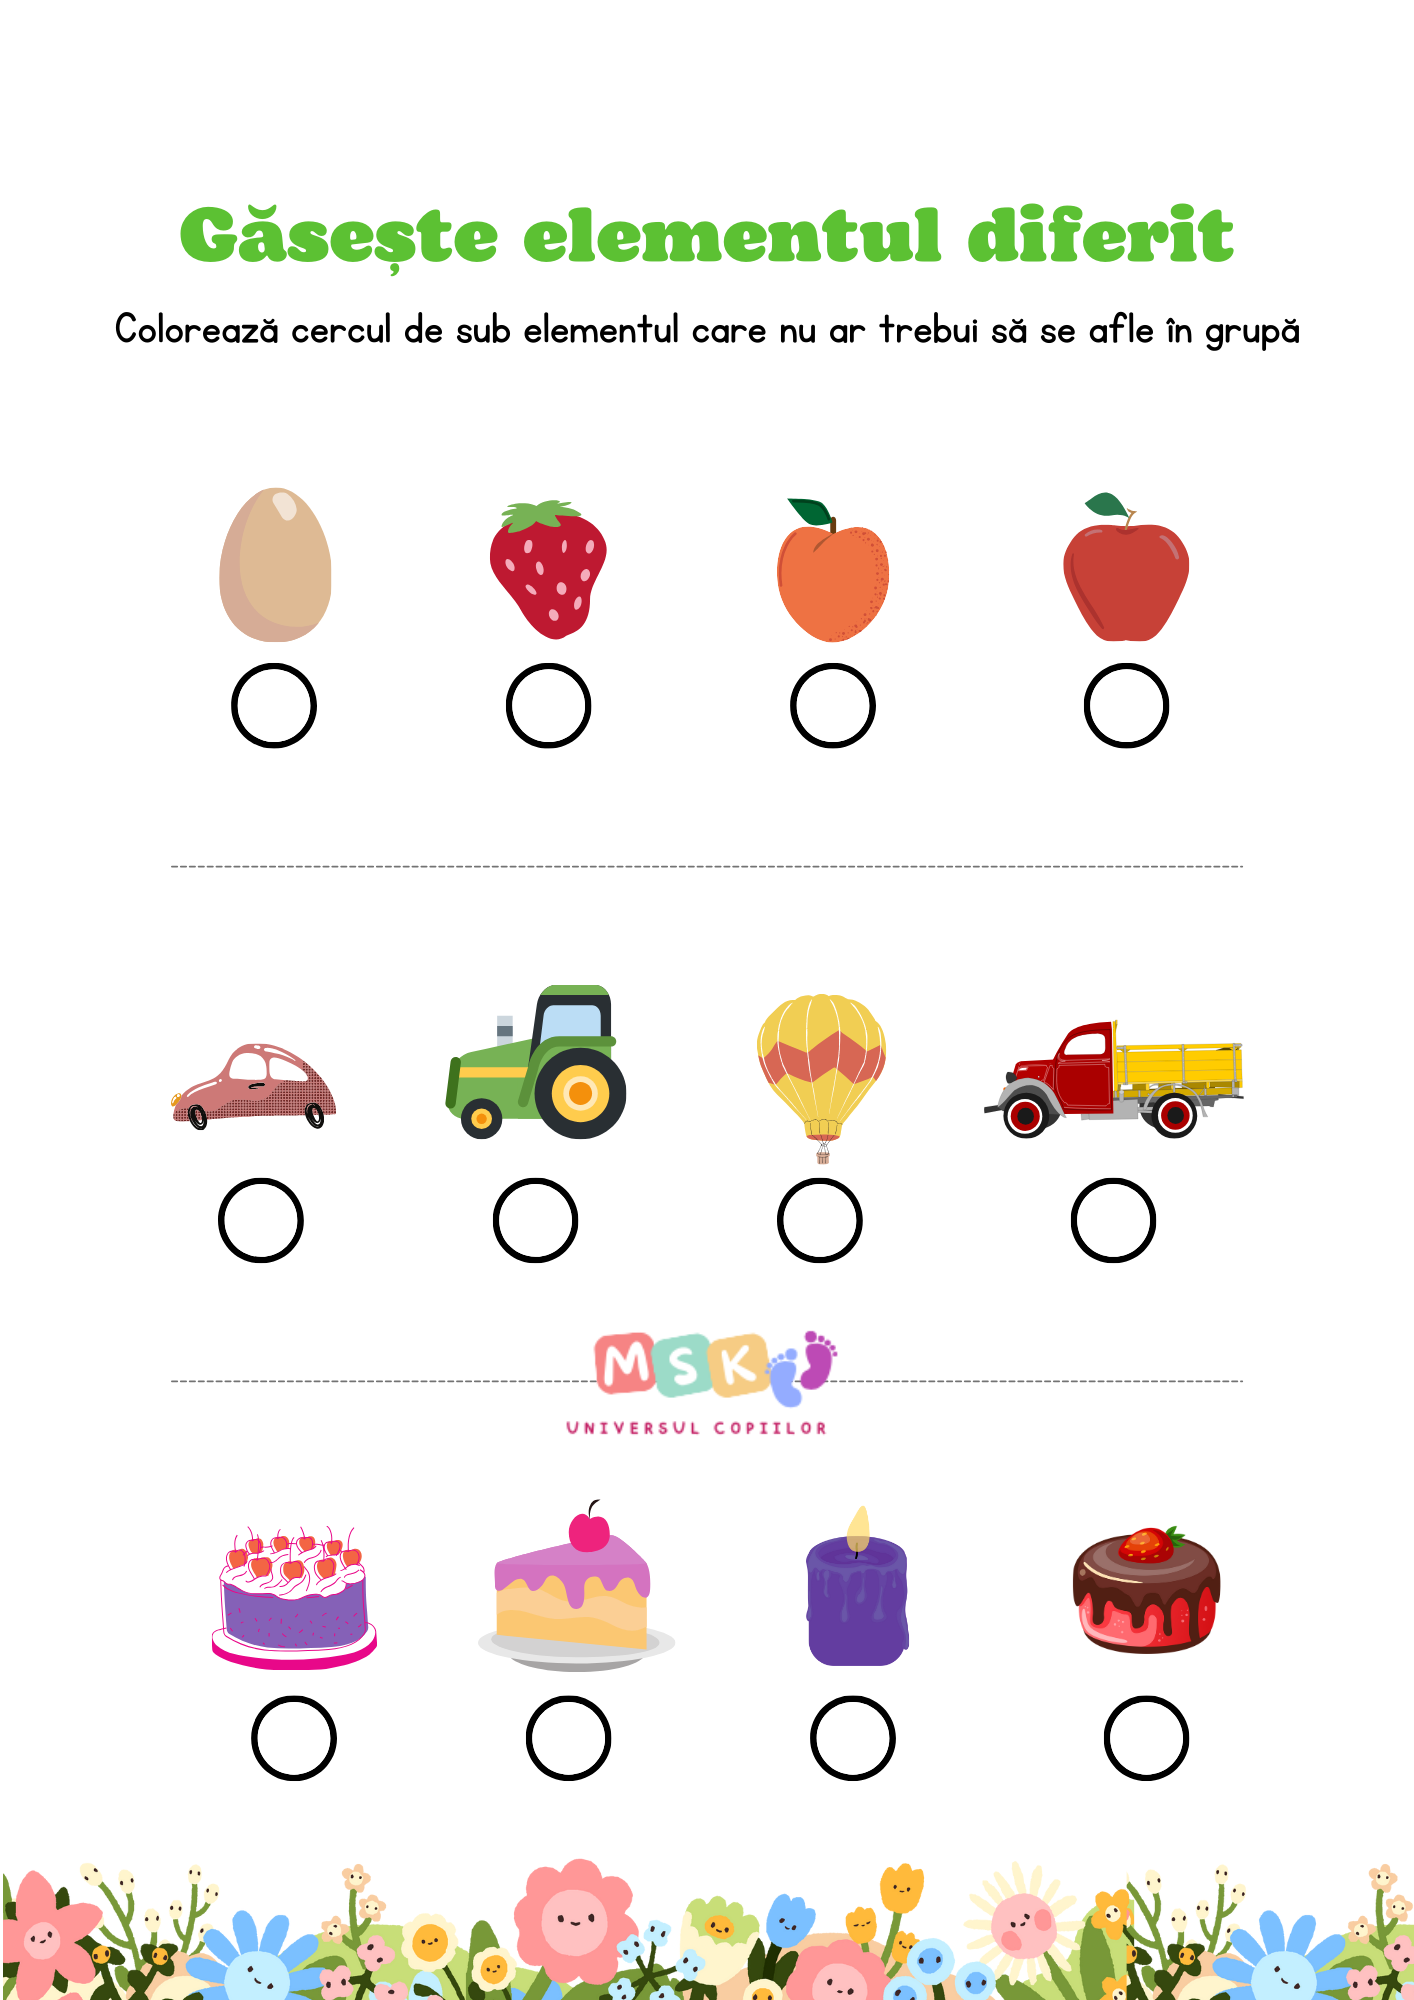 Găsește elementul diferit
Colorează cercul de sub elementul care nu ar trebui să se afle în grupă
MSK
UNIVERSUL COPIILOR